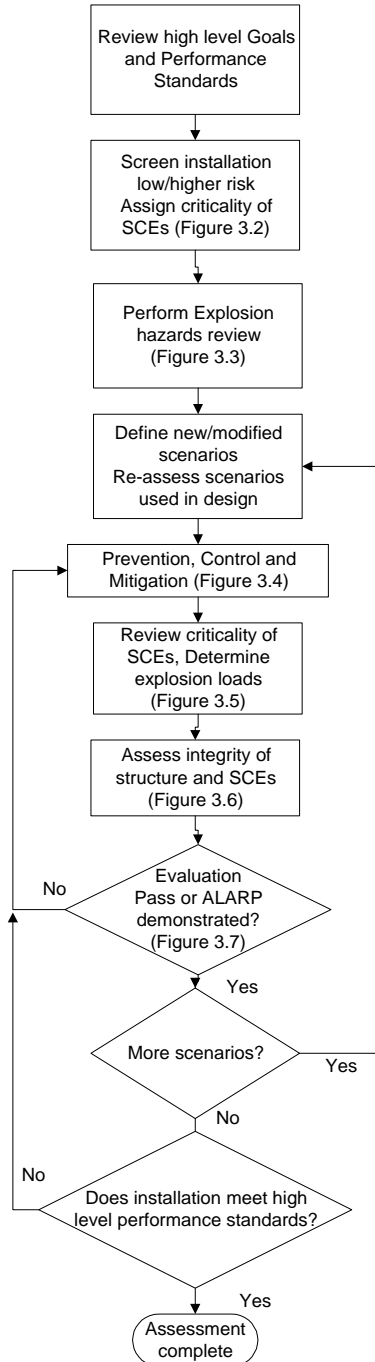 Review high level Goals
and Performance
Standards
Screen installation
low/higher risk
Assign criticality of
SCEs (Figure 3.2)
Perform Explosion
hazards review
(Figure 3.3)
Define new/modified
scenarios
Re-assess scenarios
used in design
Prevention, Control and
Mitigation (Figure 3.4)
Review criticality of
SCEs, Determine
explosion loads
(Figure 3.5)
Assess integrity of
structure and SCEs
(Figure 3.6)
No
Evaluation
Pass or ALARP
demonstrated?
(Figure 3.7)
Yes
More scenarios?
Yes
No
No
Does installation meet high
level performance standards?
Yes
Assessment
complete